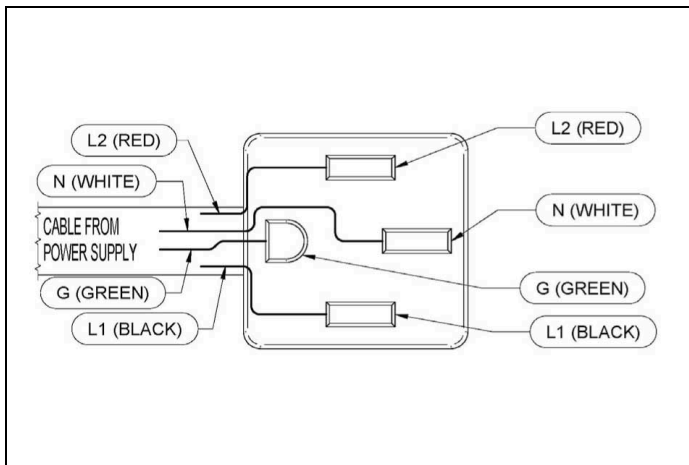 L2 (RED)
L2 (RED)
N (WHITE)
N (WHITE)
CABLE FROM
POWER SUPPLY
G (GREEN)
G (GREEN)
L1 (BLACK)
L1 (BLACK)